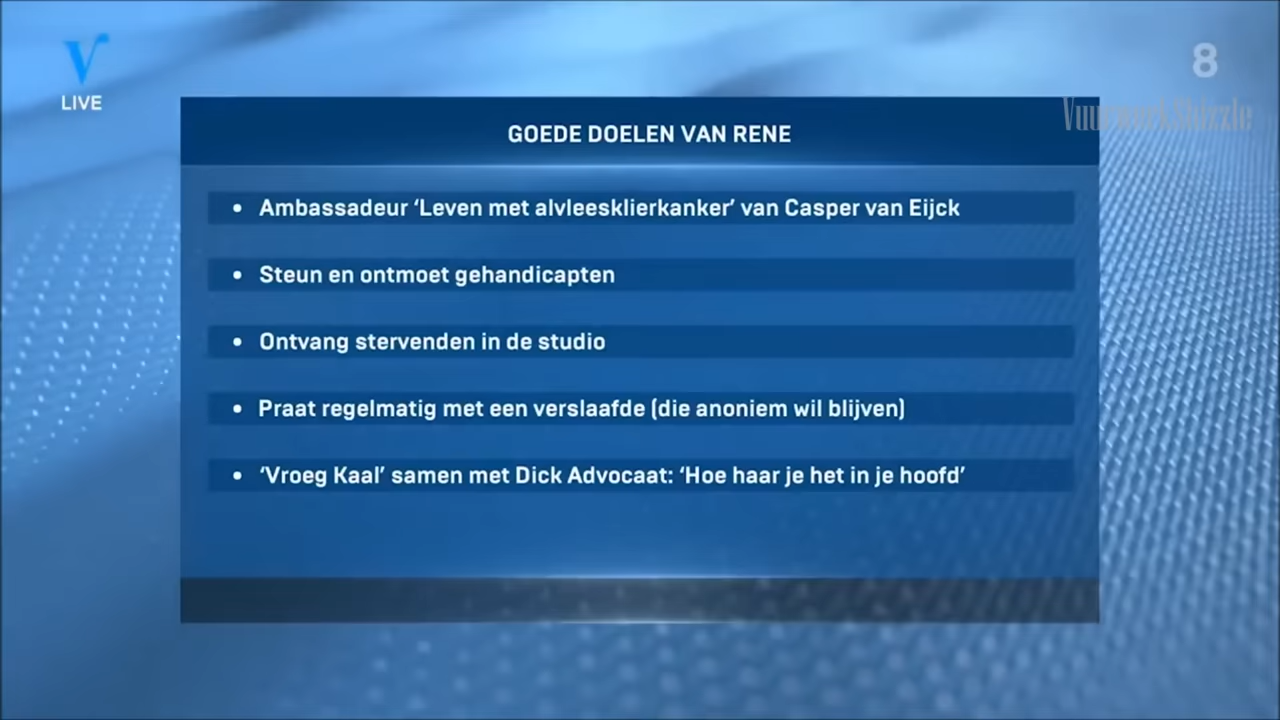 V
8
LIVE
VuurwerkShizzle
GOEDE DOELEN VAN RENE
• Ambassadeur ‘Leven met alvleesklierkanker’ van Casper van Eijck
• Steun en ontmoet gehandicapten
• Ontvang stervenden in de studio
• Praat regelmatig met een verslaafde (die anoniem wil blijven)
• ‘Vroeg Kaal’ samen met Dick Advocaat: ‘Hoe haar je het in je hoofd’